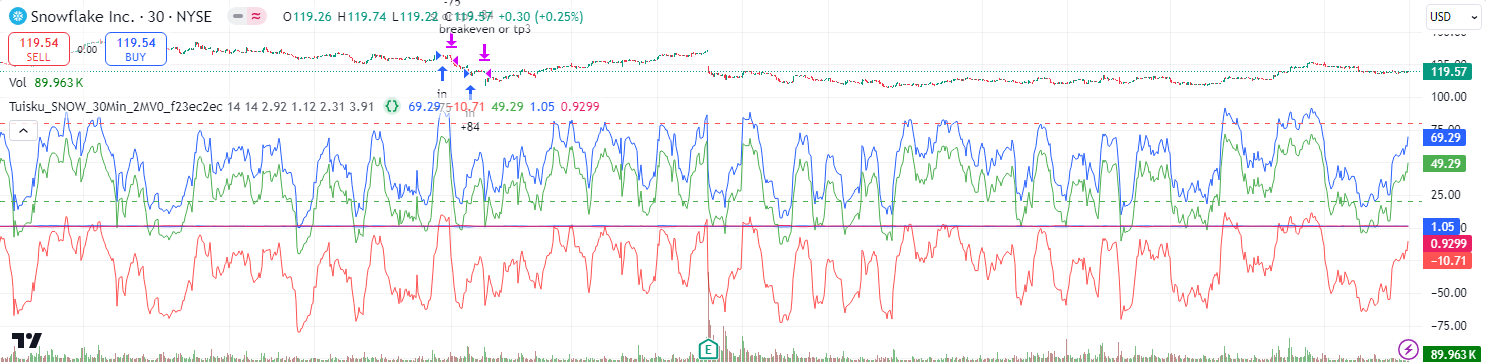 Snowflake Inc. · 30 · NYSE O119.26 H119.74 L119.22 C119.57 +0.30 (+0.25%)
-75
breakeven or tp3
USD
119.54
SELL
0.00
119.54
BUY
119.57
Vol 89.963 K
100.00
Tuisku_SNOW_30Min_2MV0_f23ec2ec 14 14 2.92 1.12 2.31 3.91 {} 69.29 −10.71 49.29 1.05 0.9299
in
in
+84
69.29
49.29
25.00
1.05
0.9299
−10.71
−50.00
−75.00
E
89.963 K